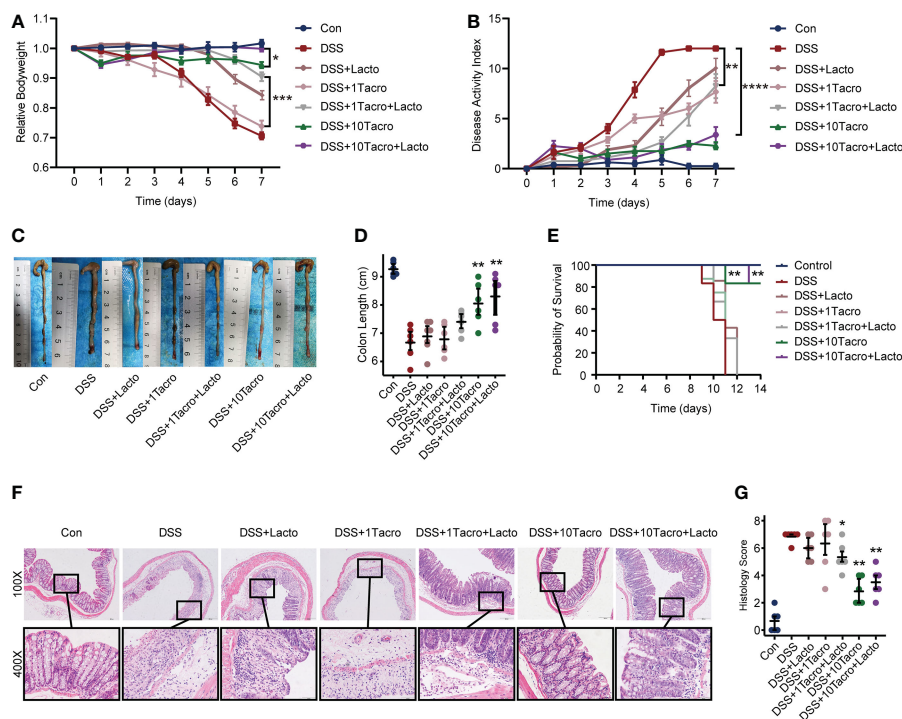 A
Relative Bodyweight
1.1
1.0
0.9
0.8
0.7
0.6
*
***
0 1 2 3 4 5 6 7
Time (days)
Con
DSS
DSS+Lacto
DSS+1Tacro
DSS+1Tacro+Lacto
DSS+10Tacro
DSS+10Tacro+Lacto
B
Disease Activity Index
15
10
5
0
**
****
0 1 2 3 4 5 6 7
Time (days)
Con
DSS
DSS+Lacto
DSS+1Tacro
DSS+1Tacro+Lacto
DSS+10Tacro
DSS+10Tacro+Lacto
C
Con
DSS
DSS+Lacto
DSS+1Tacro
DSS+1Tacro+Lacto
DSS+10Tacro
DSS+10Tacro+Lacto
D
Colon Length (cm)
9
8
7
6
** **
Con
DSS
DSS+Lacto
DSS+1Tacro
DSS+1Tacro+Lacto
DSS+10Tacro
DSS+10Tacro+Lacto
E
Probability of Survival
100
80
60
40
20
0
** **
0 2 4 6 8 10 12 14
Time (days)
Control
DSS
DSS+Lacto
DSS+1Tacro
DSS+1Tacro+Lacto
DSS+10Tacro
DSS+10Tacro+Lacto
F
Con DSS DSS+Lacto DSS+1Tacro DSS+1Tacro+Lacto DSS+10Tacro DSS+10Tacro+Lacto
100X
400X
G
Histology Score
8
6
4
2
0
* ** **
Con
DSS
DSS+Lacto
DSS+1Tacro
DSS+1Tacro+Lacto
DSS+10Tacro
DSS+10Tacro+Lacto